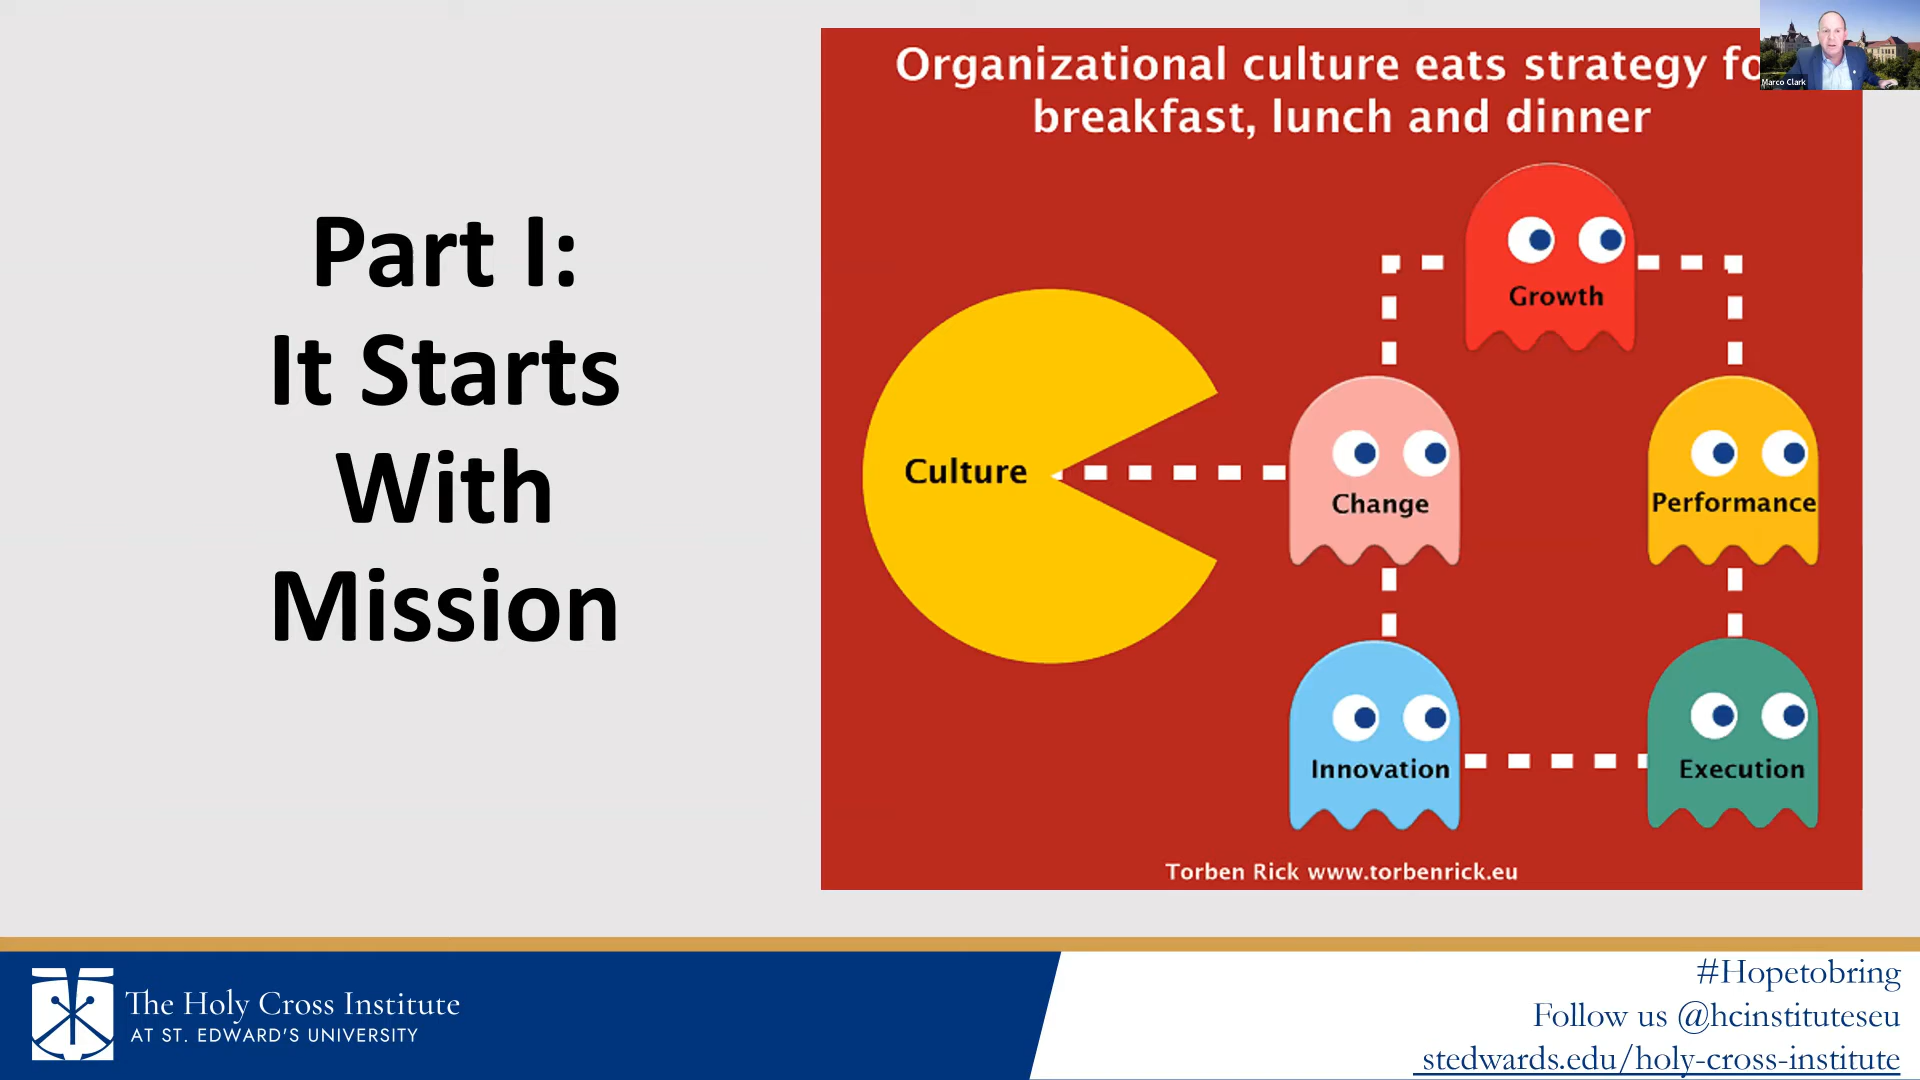 Part I:
It Starts
With
Mission
Organizational culture eats strategy fo
breakfast, lunch and dinner
Marco Clark
Growth
Culture
Change
Performance
Innovation
Execution
Torben Rick www.torbenrick.eu
The Holy Cross Institute
AT ST. EDWARD'S UNIVERSITY
#Hopetobring
Follow us @hcinstituteseu
stedwards.edu/holy-cross-institute